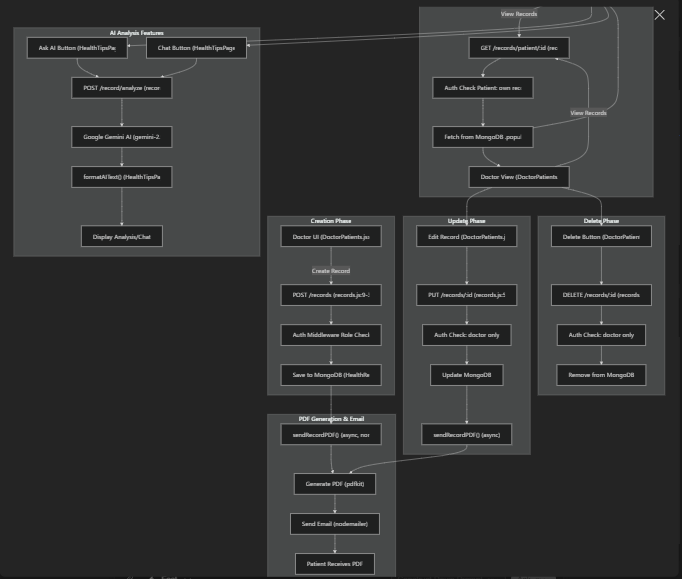 View Records
AI Analysis Features
Ask AI Button (HealthTipsPa
Chat Button (HealthTipsPage
GET /records/patient/:id (rec
POST /record/analyze (recor
Auth Check Patient: own rec
View Records
Google Gemini AI (gemini-2.
Fetch from MongoDB .popul
formatAIText() (HealthTipsPa
Doctor View (DoctorPatients
Display Analysis/Chat
Creation Phase
Doctor UI (DoctorPatients.jsx
Create Record
POST /records (records.js:9-
Auth Middleware Role Check
Save to MongoDB (HealthRe
Update Phase
Edit Record (DoctorPatients.j
PUT /records/:id (records.js:
Auth Check: doctor only
Update MongoDB
sendRecordPDF() (async)
Delete Phase
Delete Button (DoctorPatien
DELETE /records/:id (records
Auth Check: doctor only
Remove from MongoDB
PDF Generation & Email
sendRecordPDF() (async, non
Generate PDF (pdfkit)
Send Email (nodemailer)
Patient Receives PDF